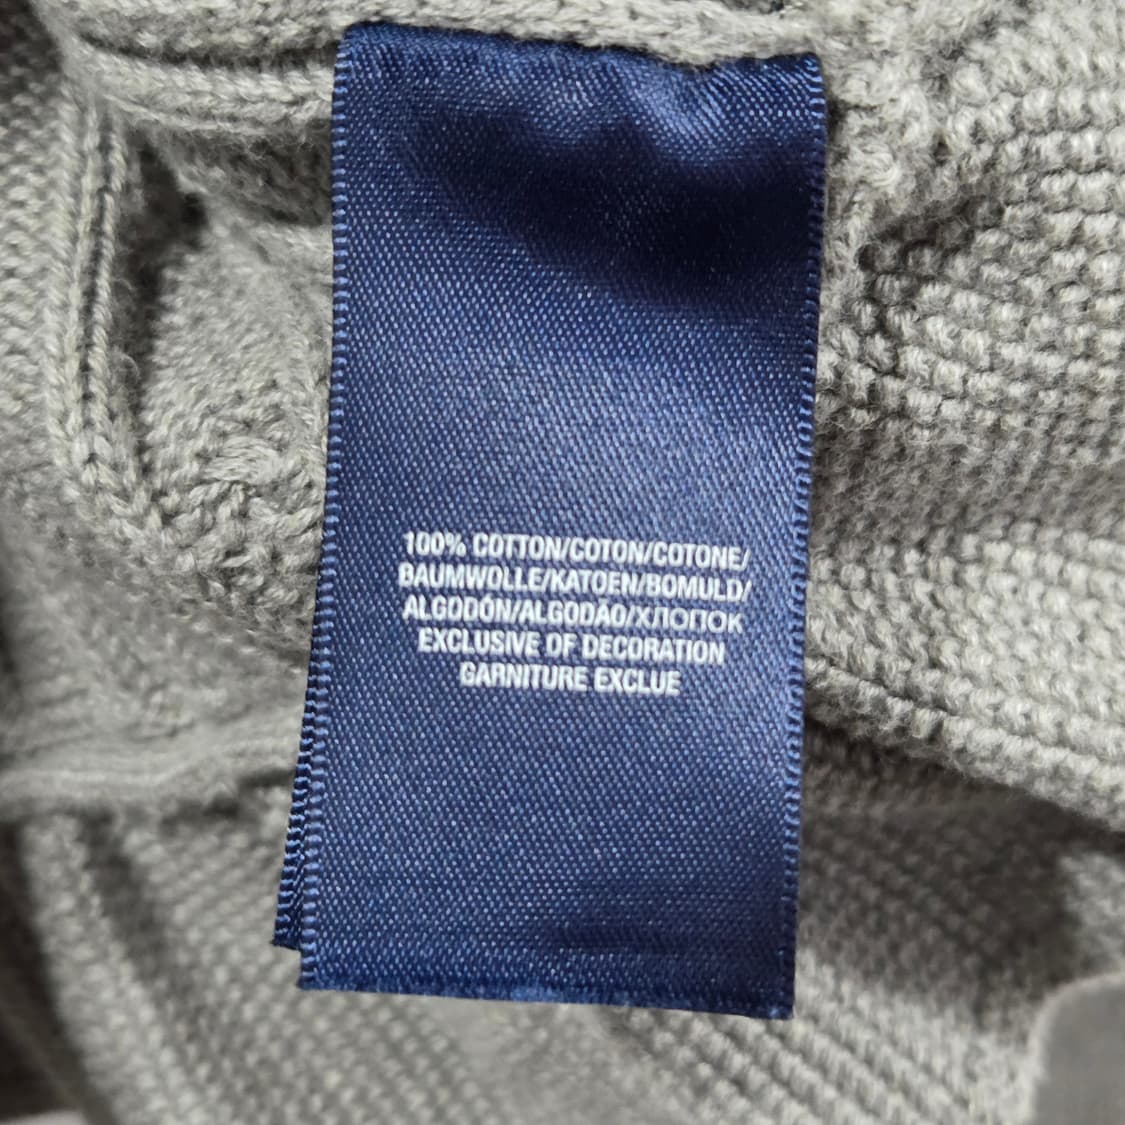 100% COTTON/COTON/COTONE/
BAUMWOLLE/KATOEN/BOMULD/
ALGODÓN/ALGODÃO/ХЛОПОК
EXCLUSIVE OF DECORATION
GARNITURE EXCLUE